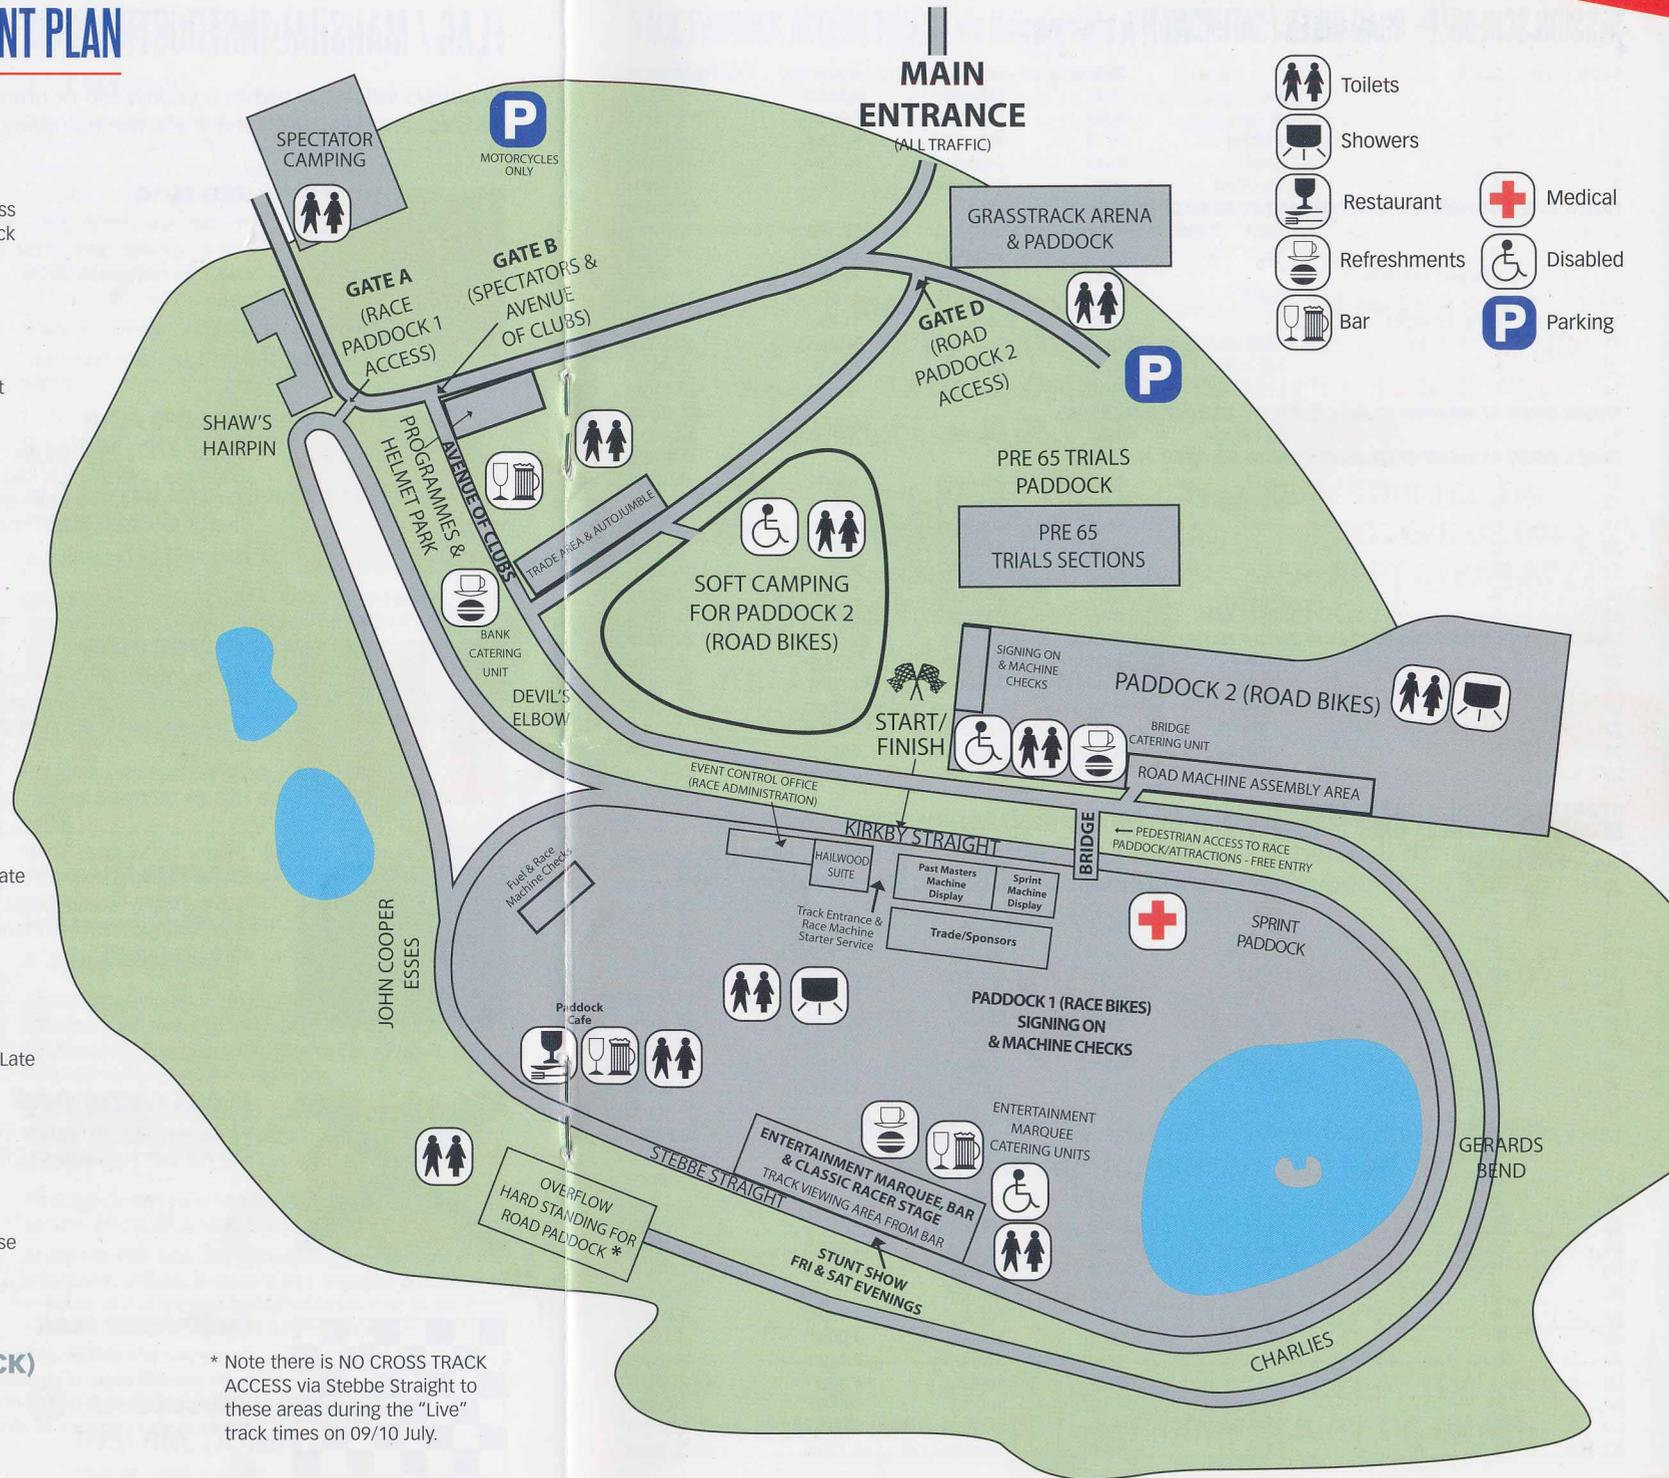 NT PLAN
MAIN
ENTRANCE
(ALL TRAFFIC)
Toilets
Showers
Restaurant
Refreshments
Bar
Medical
Disabled
P Parking
SPECTATOR
CAMPING
P
MOTORCYCLES
ONLY
GRASSTRACK ARENA
& PADDOCK
ss
ck
t
GATE A
(RACE
PADDOCK 1
ACCESS)
GATE B
(SPECTATORS &
AVENUE
OF CLUBS)
GATE D
(ROAD
PADDOCK 2
ACCESS)
P
SHAW'S
HAIRPIN
PROGRAMMES &
HELMET PARK
AVENUE OF CLUBS
TRADE AREA & AUTOJUMBLE
PRE 65 TRIALS
PADDOCK
PRE 65
TRIALS SECTIONS
SOFT CAMPING
FOR PADDOCK 2
(ROAD BIKES)
BANK
CATERING
UNIT
DEVIL'S
ELBOW
SIGNING ON
& MACHINE
CHECKS
PADDOCK 2 (ROAD BIKES)
START/
FINISH
BRIDGE
CATERING UNIT
ROAD MACHINE ASSEMBLY AREA
EVENT CONTROL OFFICE
(RACE ADMINISTRATION)
KIRKBY STRAIGHT
BRIDGE
PEDESTRIAN ACCESS TO RACE
PADDOCK/ATTRACTIONS - FREE ENTRY
Fuel & Race
Machine Checks
HAILWOOD
SUITE
Past Masters
Machine
Display
Sprint
Machine
Display
ate
Track Entrance &
Race Machine
Starter Service
Trade/Sponsors
SPRINT
PADDOCK
JOHN COOPER
ESSES
Paddock
Cafe
PADDOCK 1 (RACE BIKES)
SIGNING ON
& MACHINE CHECKS
Late
ENTERTAINMENT
MARQUEE
CATERING UNITS
ENTERTAINMENT MARQUEE, BAR
& CLASSIC RACER STAGE
TRACK VIEWING AREA FROM BAR
STEBBE STRAIGHT
GERARDS
BEND
OVERFLOW
HARD STANDING FOR
ROAD PADDOCK *
se
STUNT SHOW
FRI & SAT EVENINGS
CHARLIES
CK)
* Note there is NO CROSS TRACK
ACCESS via Stebbe Straight to
these areas during the "Live"
track times on 09/10 July.